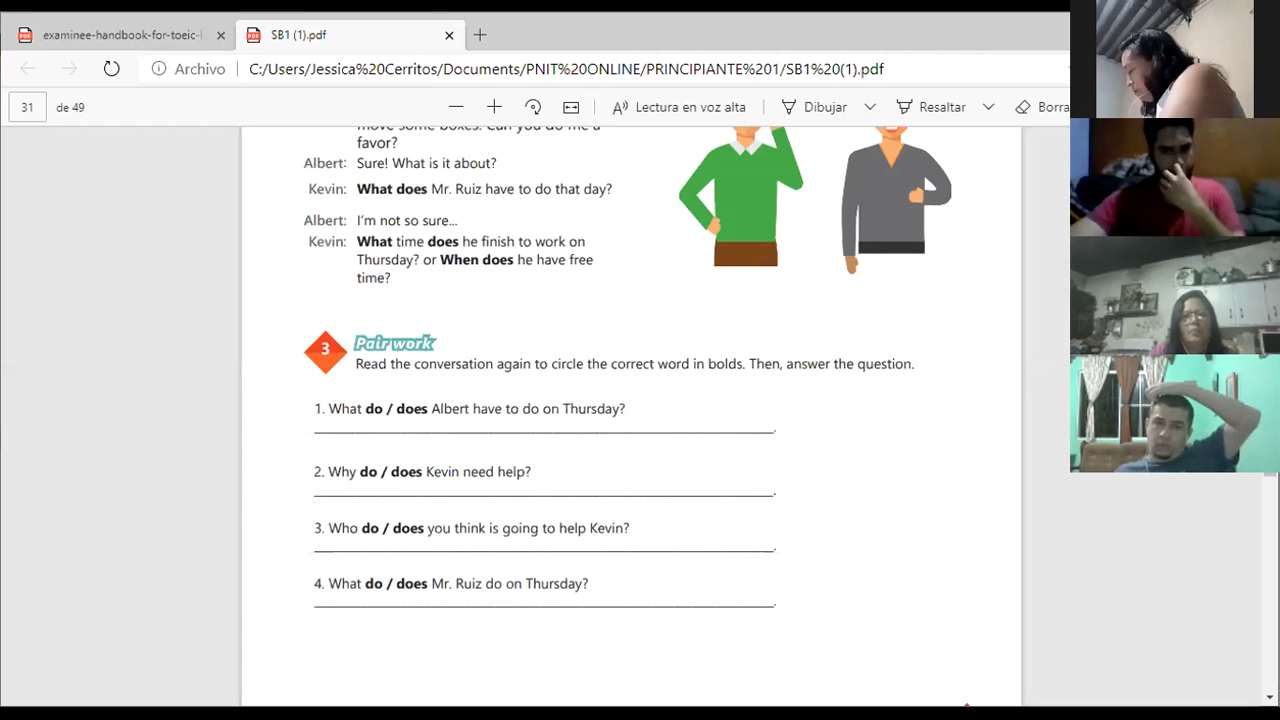 examinee-handbook-for-toeic-l
SB1 (1).pdf
Archivo
C:/Users/Jessica%20Cerritos/Documents/PNIT%20ONLINE/PRINCIPIANTE%201/SB1%20(1).pdf
31 de 49
Lectura en voz alta
Dibujar
Resaltar
Borra
move some boxes. Can you do me a
favor?
Albert: Sure! What is it about?
Kevin: What does Mr. Ruiz have to do that day?
Albert: I'm not so sure...
Kevin: What time does he finish to work on
Thursday? or When does he have free
time?
3 Pair work
Read the conversation again to circle the correct word in bolds. Then, answer the question.
1. What do / does Albert have to do on Thursday?
2. Why do / does Kevin need help?
3. Who do / does you think is going to help Kevin?
4. What do / does Mr. Ruiz do on Thursday?